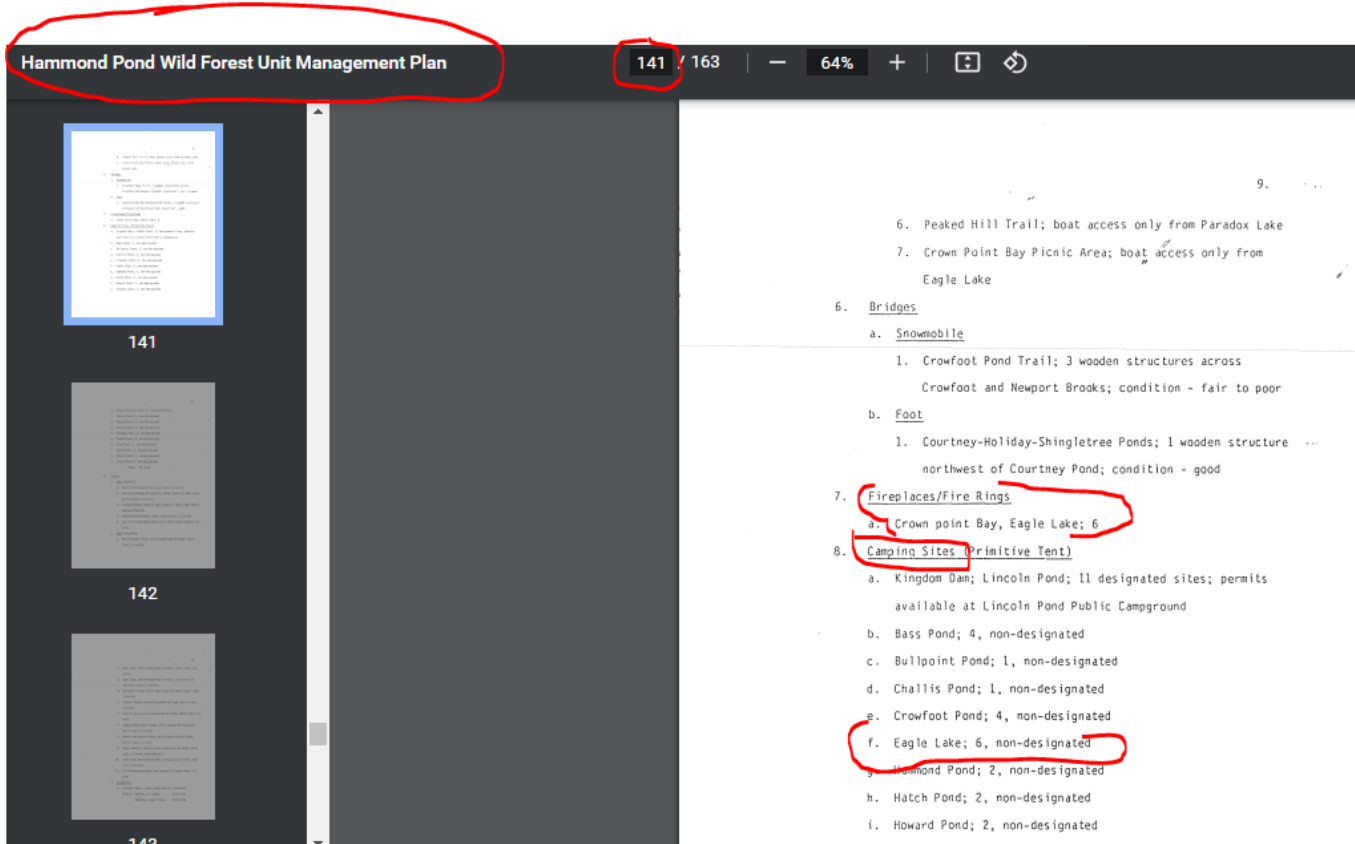 Hammond Pond Wild Forest Unit Management Plan
141 / 163
64%
141
142
143
9.
6. Peaked Hill Trail; boat access only from Paradox Lake
7. Crown Point Bay Picnic Area; boat access only from
Eagle Lake
6. Bridges
a. Snowmobile
1. Crowfoot Pond Trail; 3 wooden structures across
Crowfoot and Newport Brooks; condition - fair to poor
b. Foot
1. Courtney-Holiday-Shingletree Ponds; 1 wooden structure
northwest of Courtney Pond; condition - good
7. Fireplaces/Fire Rings
a. Crown point Bay, Eagle Lake; 6
8. Camping Sites (Primitive Tent)
a. Kingdom Dam; Lincoln Pond; 11 designated sites; permits
available at Lincoln Pond Public Campground
b. Bass Pond; 4, non-designated
c. Bullpoint Pond; 1, non-designated
d. Challis Pond; 1, non-designated
e. Crowfoot Pond; 4, non-designated
f. Eagle Lake; 6, non-designated
g. Hammond Pond; 2, non-designated
h. Hatch Pond; 2, non-designated
i. Howard Pond; 2, non-designated